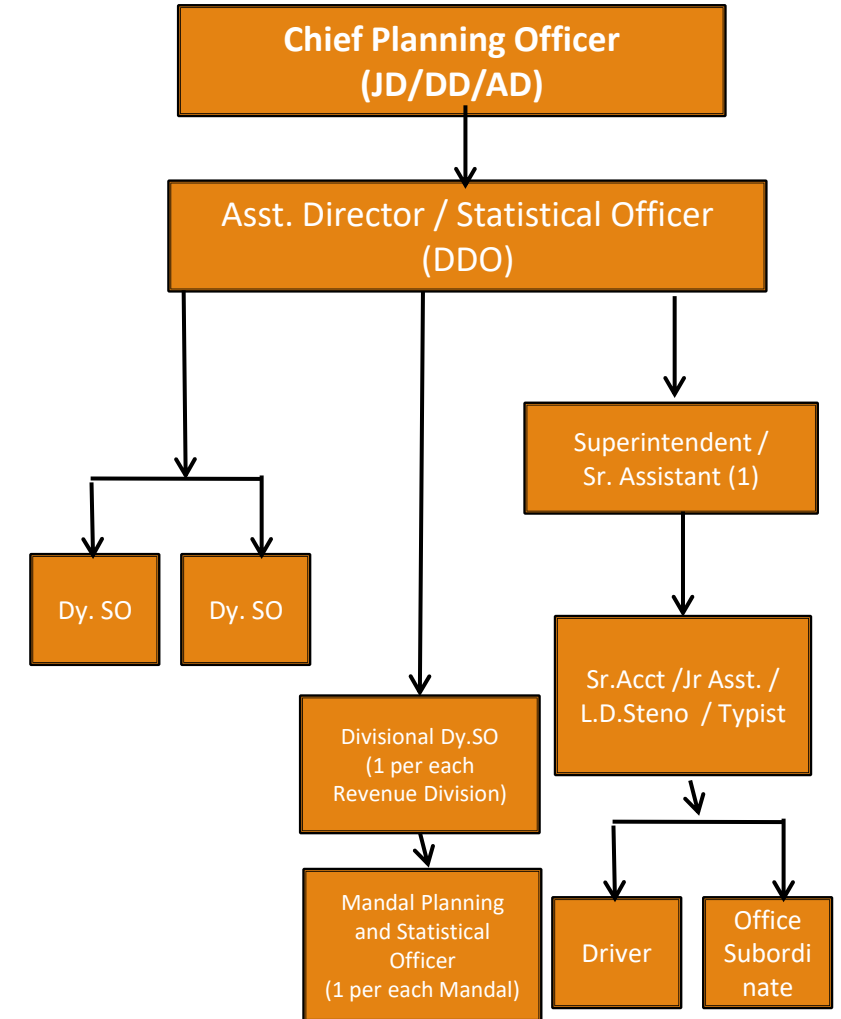 Chief Planning Officer
(JD/DD/AD)
Asst. Director / Statistical Officer
(DDO)
Superintendent /
Sr. Assistant (1)
Dy. SO
Dy. SO
Sr.Acct /Jr Asst. /
L.D.Steno / Typist
Divisional Dy.SO
(1 per each
Revenue Division)
Mandal Planning
and Statistical
Officer
(1 per each Mandal)
Driver
Office
Subordi
nate